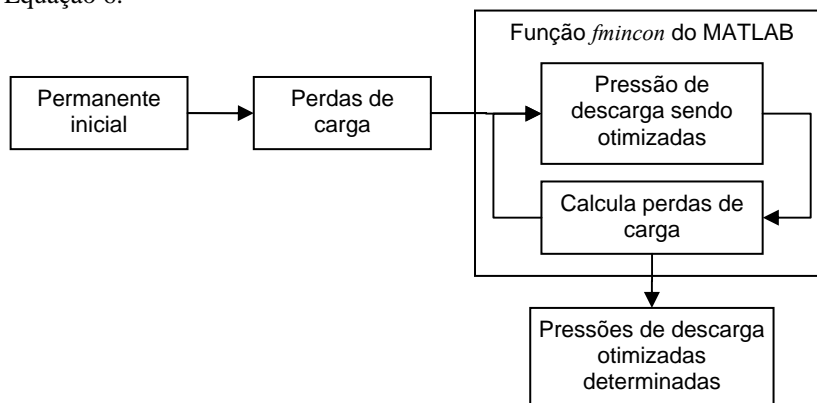 Equação 6.
Função fmincon do MATLAB
Permanente
inicial
Perdas de
carga
Pressão de
descarga sendo
otimizadas
Calcula perdas de
carga
Pressões de descarga
otimizadas
determinadas